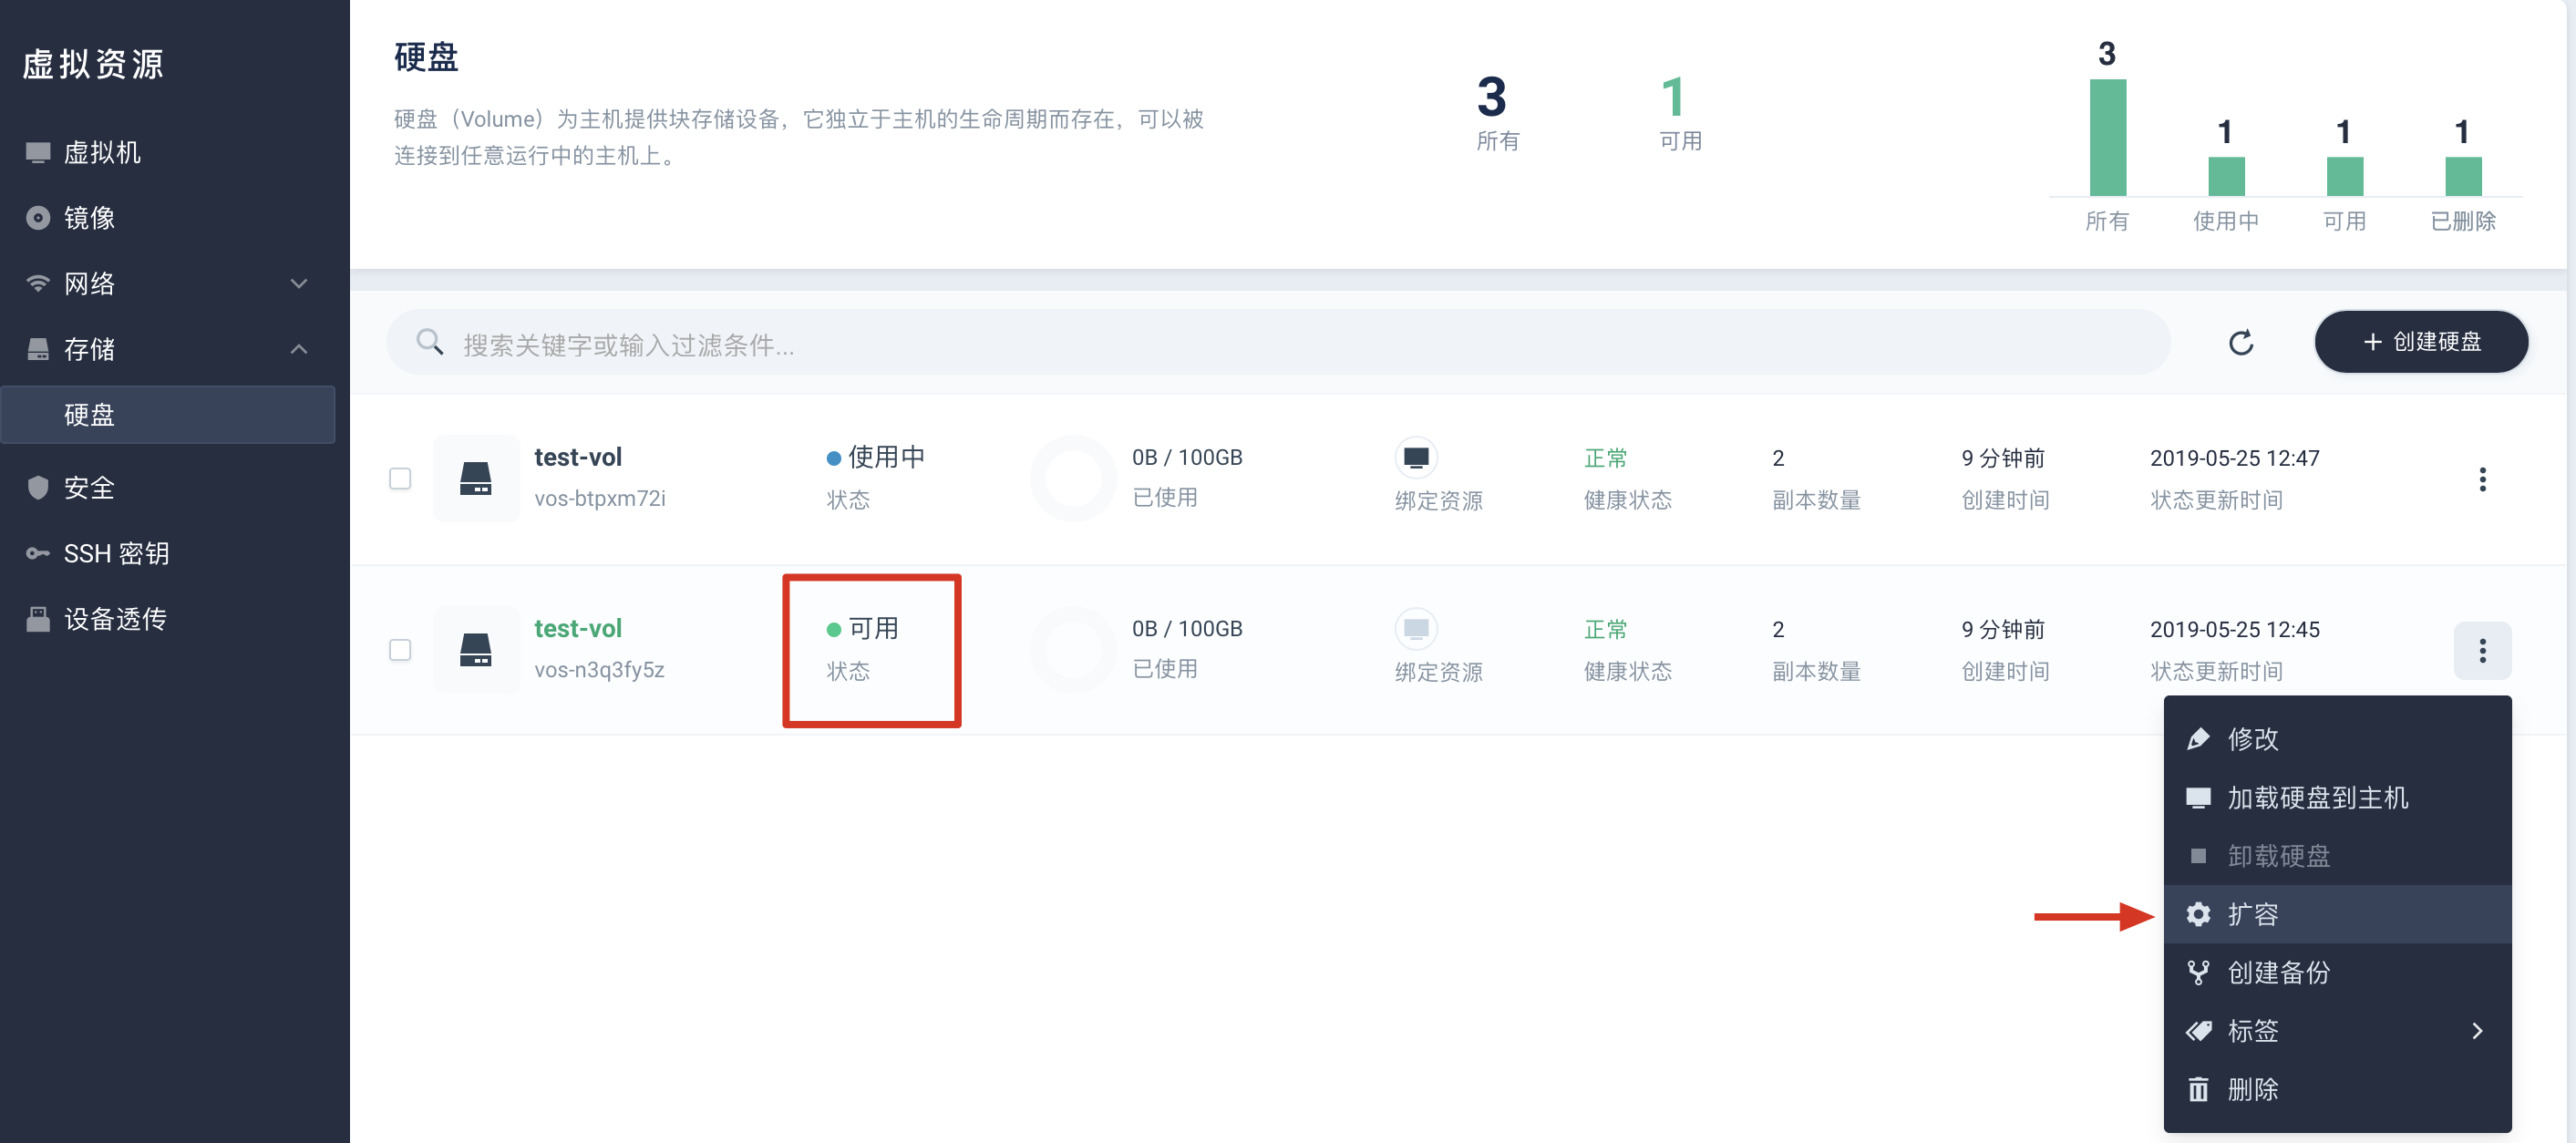 虚拟资源
虚拟机
镜像
网络
存储
硬盘
安全
SSH 密钥
设备透传
硬盘
硬盘（Volume）为主机提供块存储设备，它独立于主机的生命周期而存在，可以被
连接到任意运行中的主机上。
3
所有
1
可用
3
1
1
1
所有
使用中
可用
已删除
搜索关键字或输入过滤条件...
创建硬盘
test-vol
vos-btpxm72i
使用中
状态
0B / 100GB
已使用
绑定资源
正常
健康状态
2
副本数量
9 分钟前
创建时间
2019-05-25 12:47
状态更新时间
test-vol
vos-n3q3fy5z
可用
状态
0B / 100GB
已使用
绑定资源
正常
健康状态
2
副本数量
9 分钟前
创建时间
2019-05-25 12:45
状态更新时间
修改
加载硬盘到主机
卸载硬盘
扩容
创建备份
标签
删除